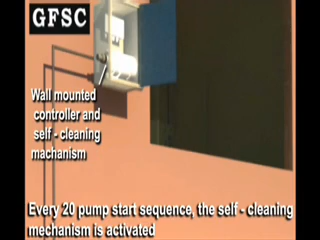 GFSC
Wall mounted
controller and
self - cleaning
machanism
Every 20 pump start sequence, the self - cleaning
mechanism is activated